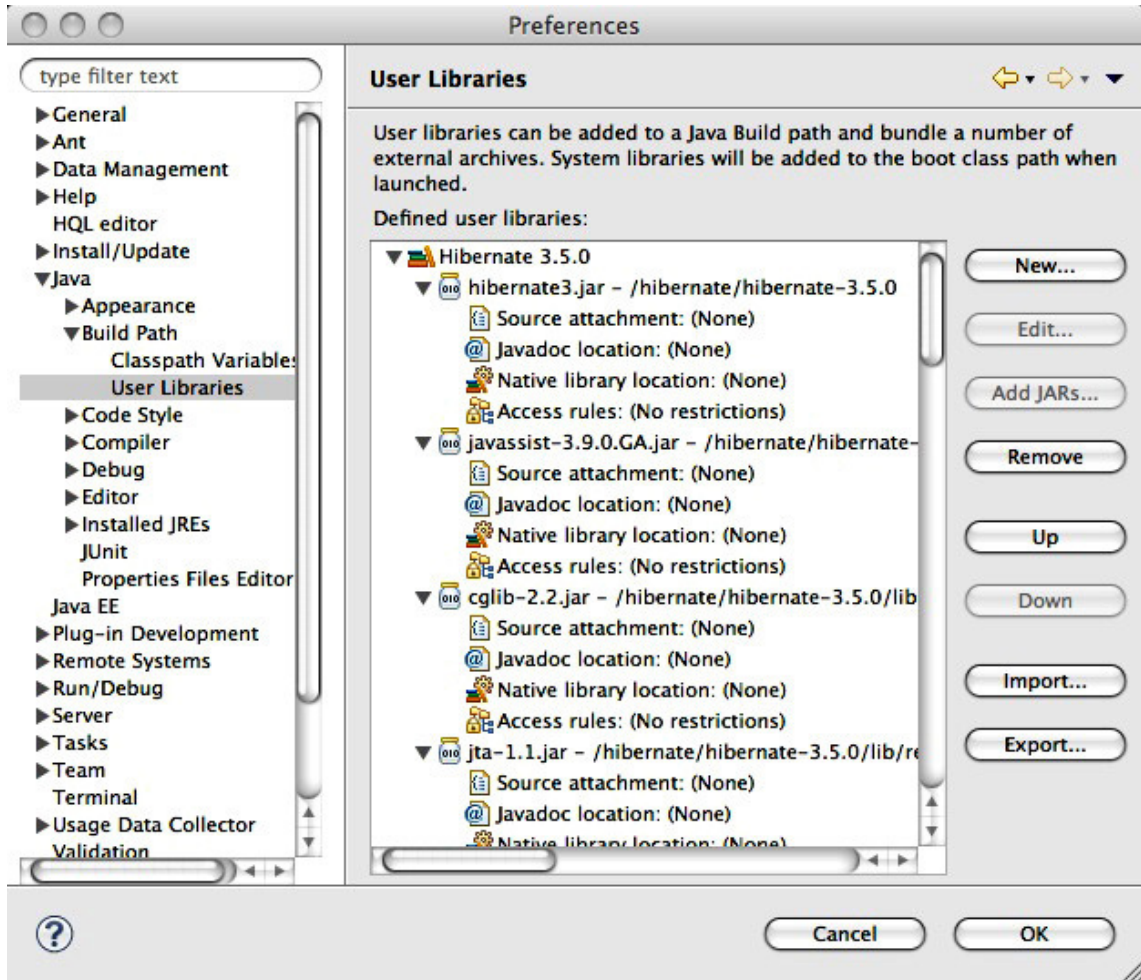 Preferences
type filter text
General
Ant
Data Management
Help
HQL editor
Install/Update
Java
Appearance
Build Path
Classpath Variables
User Libraries
Code Style
Compiler
Debug
Editor
Installed JREs
JUnit
Properties Files Editor
Java EE
Plug-in Development
Remote Systems
Run/Debug
Server
Tasks
Team
Terminal
Usage Data Collector
Validation
User Libraries
User libraries can be added to a Java Build path and bundle a number of
external archives. System libraries will be added to the boot class path when
launched.
Defined user libraries:
Hibernate 3.5.0
hibernate3.jar – /hibernate/hibernate-3.5.0
Source attachment: (None)
Javadoc location: (None)
Native library location: (None)
Access rules: (No restrictions)
javassist-3.9.0.GA.jar – /hibernate/hibernate-
Source attachment: (None)
Javadoc location: (None)
Native library location: (None)
Access rules: (No restrictions)
cglib-2.2.jar – /hibernate/hibernate-3.5.0/lib
Source attachment: (None)
Javadoc location: (None)
Native library location: (None)
Access rules: (No restrictions)
jta-1.1.jar – /hibernate/hibernate-3.5.0/lib/re
Source attachment: (None)
Javadoc location: (None)
Native library location: (None)
New...
Edit...
Add JARs...
Remove
Up
Down
Import...
Export...
?
Cancel
OK